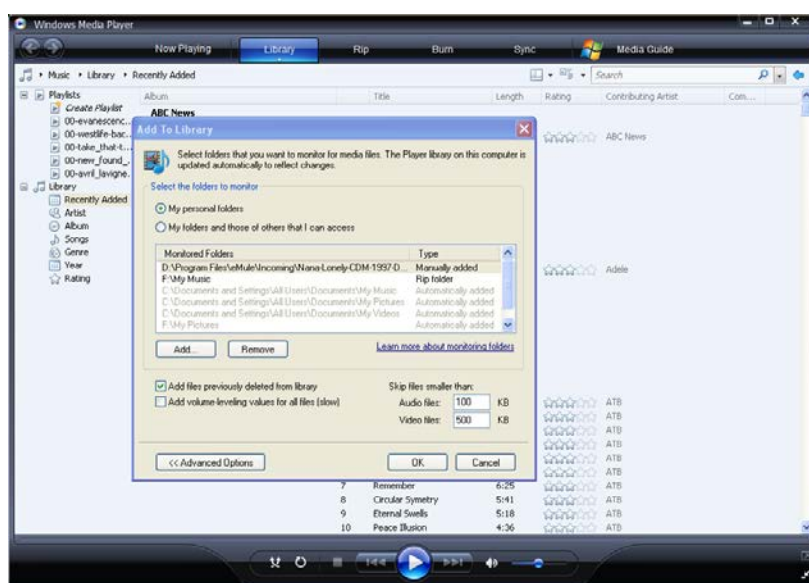 Windows Media Player
Now Playing Library Rip Burn Sync Media Guide
Music Library Recently Added Search
Playlists Album Title Length Rating Contributing Artist Com...
Create Playlist ABC News
00-evanescenc...
00-westlife-bac... ABC News
00-take_that-t...
00-new_found_...
00-avril_lavigne.
Library
Recently Added
Artist
Album
Songs
Genre
Year Adele
Rating
Add To Library
Select folders that you want to monitor for media files. The Player library on this computer is
updated automatically to reflect changes.
Select the folders to monitor
My personal folders
My folders and those of others that I can access
Monitored Folders Type
D:\Program Files\eMule\Incoming\Nana-Lonely-CDM-1997-D... Manually added
F:\My Music Rip folder
C:\Documents and Settings\All Users\Documents\My Music Automatically added
C:\Documents and Settings\All Users\Documents\My Pictures Automatically added
C:\Documents and Settings\All Users\Documents\My Videos Automatically added
F:\My Pictures Automatically added
Add... Remove Learn more about monitoring folders
Add files previously deleted from library Skip files smaller than:
Add volume-leveling values for all files (slow) Audio files: 100 KB
Video files: 500 KB
<< Advanced Options OK Cancel
ATB
ATB
ATB
ATB
ATB
ATB
7 Remember 6:25 ATB
8 Circular Symetry 5:41 ATB
9 Eternal Swells 5:18 ATB
10 Peace Illusion 4:36 ATB